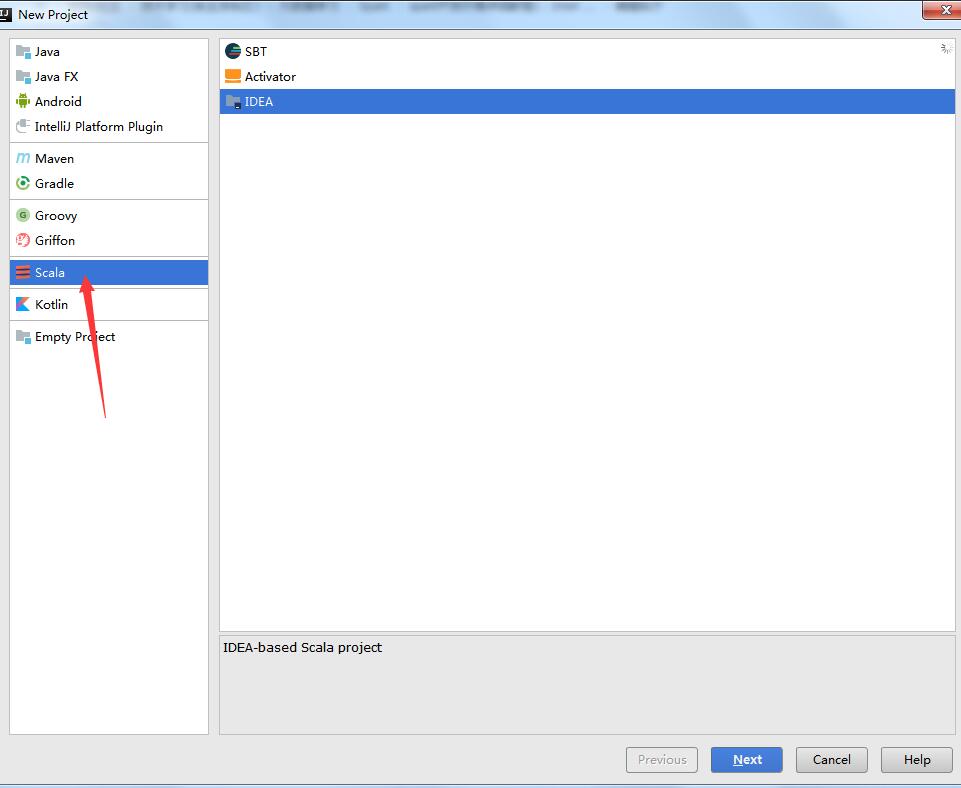 New Project
Java
Java FX
Android
IntelliJ Platform Plugin
Maven
Gradle
Groovy
Griffon
Scala
Kotlin
Empty Project
SBT
Activator
IDEA
IDEA-based Scala project
Previous
Next
Cancel
Help